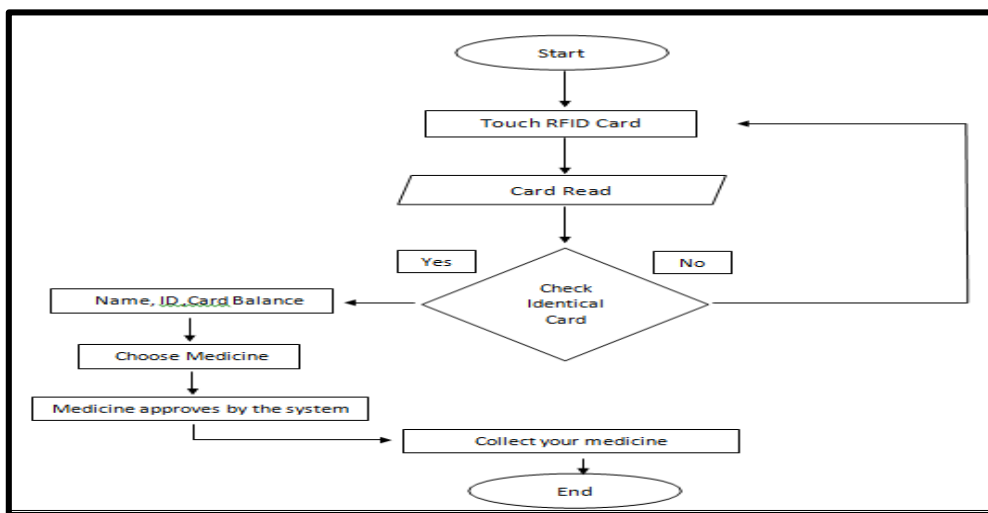 Start
Touch RFID Card
Card Read
Yes
No
Check
Identical
Card
Name, ID ,Card Balance
Choose Medicine
Medicine approves by the system
Collect your medicine
End